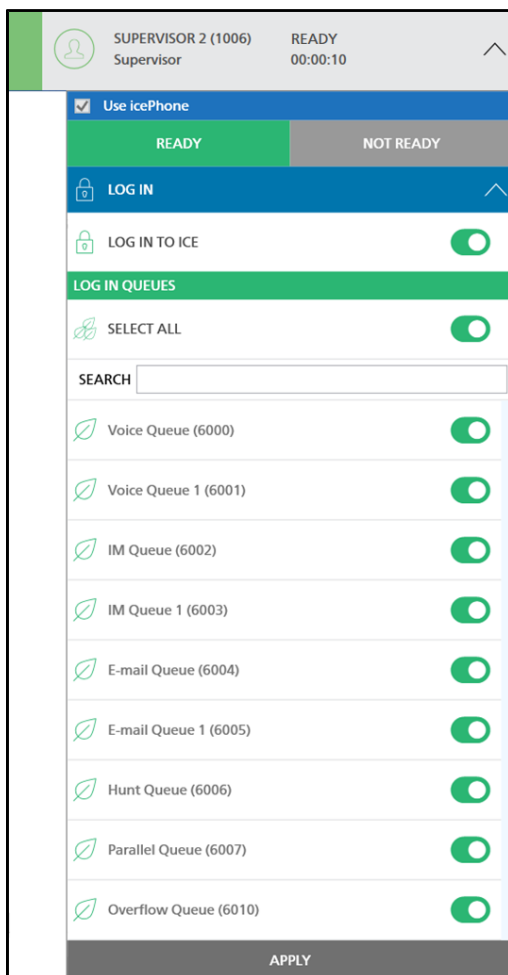 SUPERVISOR 2 (1006) READY
Supervisor 00:00:10
Use icePhone
READY NOT READY
LOG IN
LOG IN TO ICE
LOG IN QUEUES
SELECT ALL
SEARCH
Voice Queue (6000)
Voice Queue 1 (6001)
IM Queue (6002)
IM Queue 1 (6003)
E-mail Queue (6004)
E-mail Queue 1 (6005)
Hunt Queue (6006)
Parallel Queue (6007)
Overflow Queue (6010)
APPLY